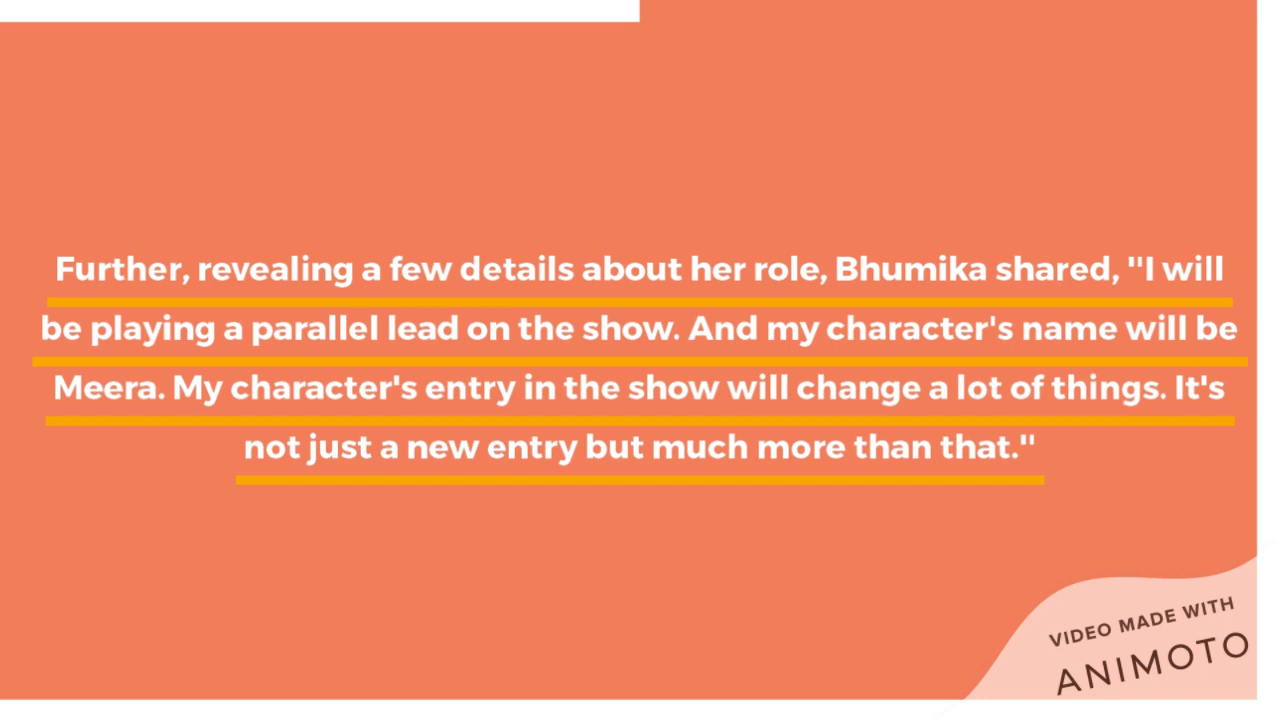 Further, revealing a few details about her role, Bhumika shared, "I will
be playing a parallel lead on the show. And my character's name will be
Meera. My character's entry in the show will change a lot of things. It's
not just a new entry but much more than that."
VIDEO MADE WITH
ANIMOTO